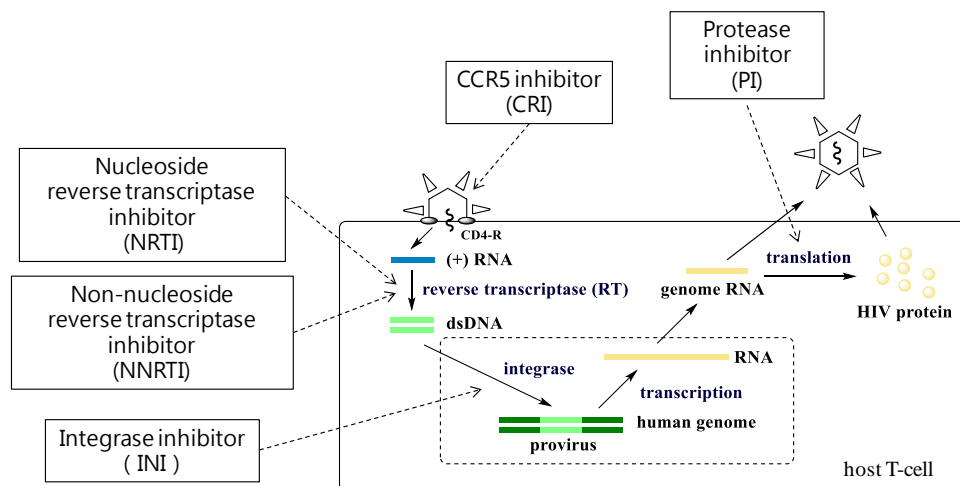 Protease
inhibitor
(PI)
CCR5 inhibitor
(CRI)
Nucleoside
reverse transcriptase
inhibitor
(NRTI)
CD4-R
(+) RNA
translation
genome RNA
reverse transcriptase (RT)
HIV protein
Non-nucleoside
reverse transcriptase
inhibitor
(NNRTI)
dsDNA
RNA
integrase
transcription
human genome
provirus
Integrase inhibitor
( INI )
host T-cell